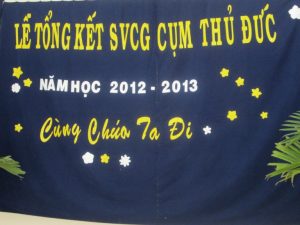 LỄ TỔNG KẾT SVCG CỤM THỦ ĐỨC
NĂM HỌC 2012 - 2013
Cùng Chúa Ta Đi